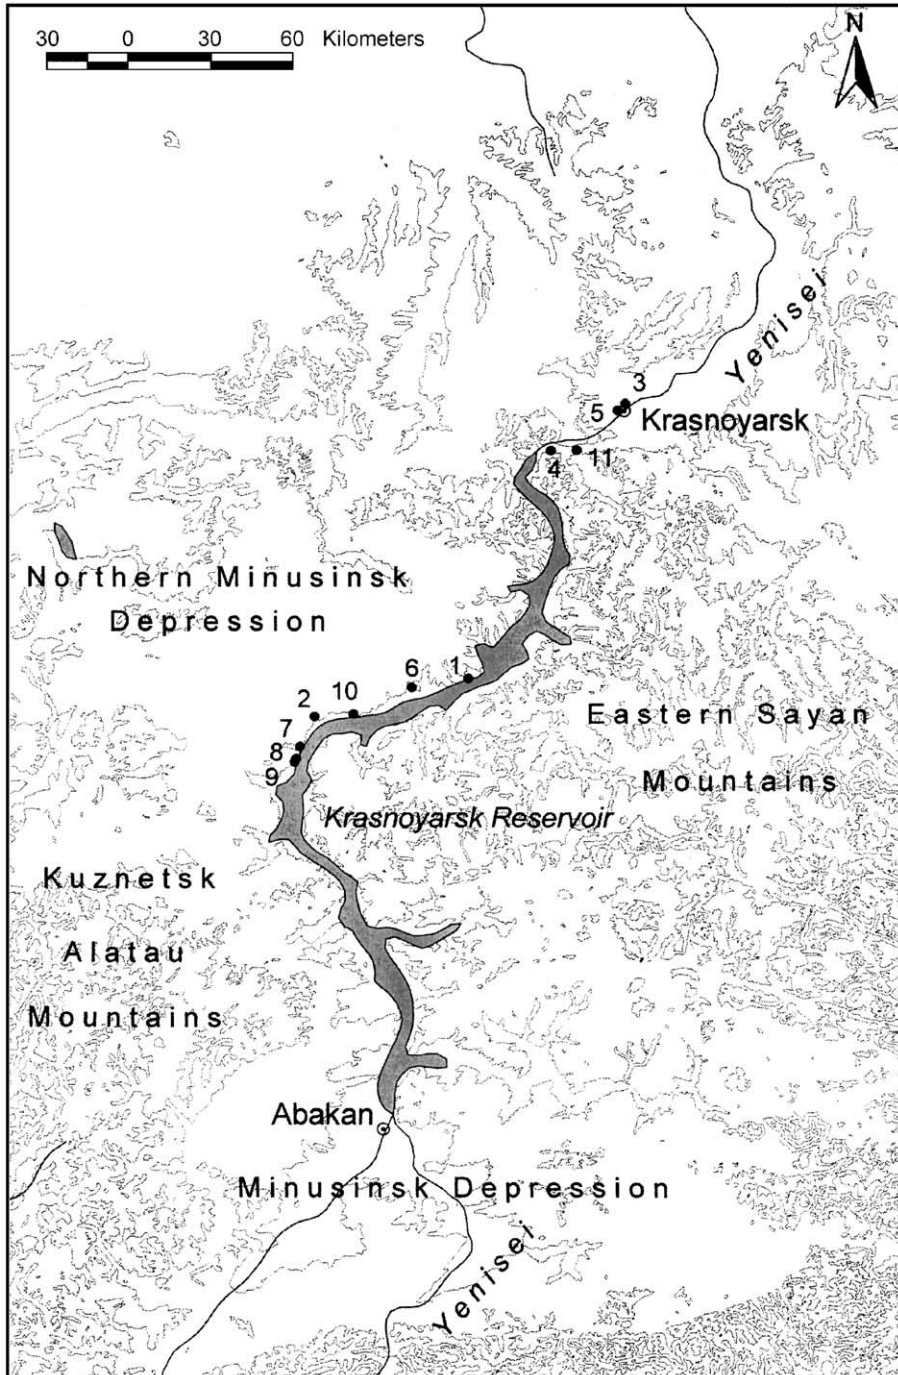 30 0 30 60 Kilometers
N
Yenisei
3
5
Krasnoyarsk
4
11
Northern Minusinsk
Depression
1
6
10
2
Eastern Sayan
7
8
Mountains
9
Krasnoyarsk Reservoir
Kuznetsk
Alatau
Mountains
Abakan
Minusinsk Depression
Yenisei